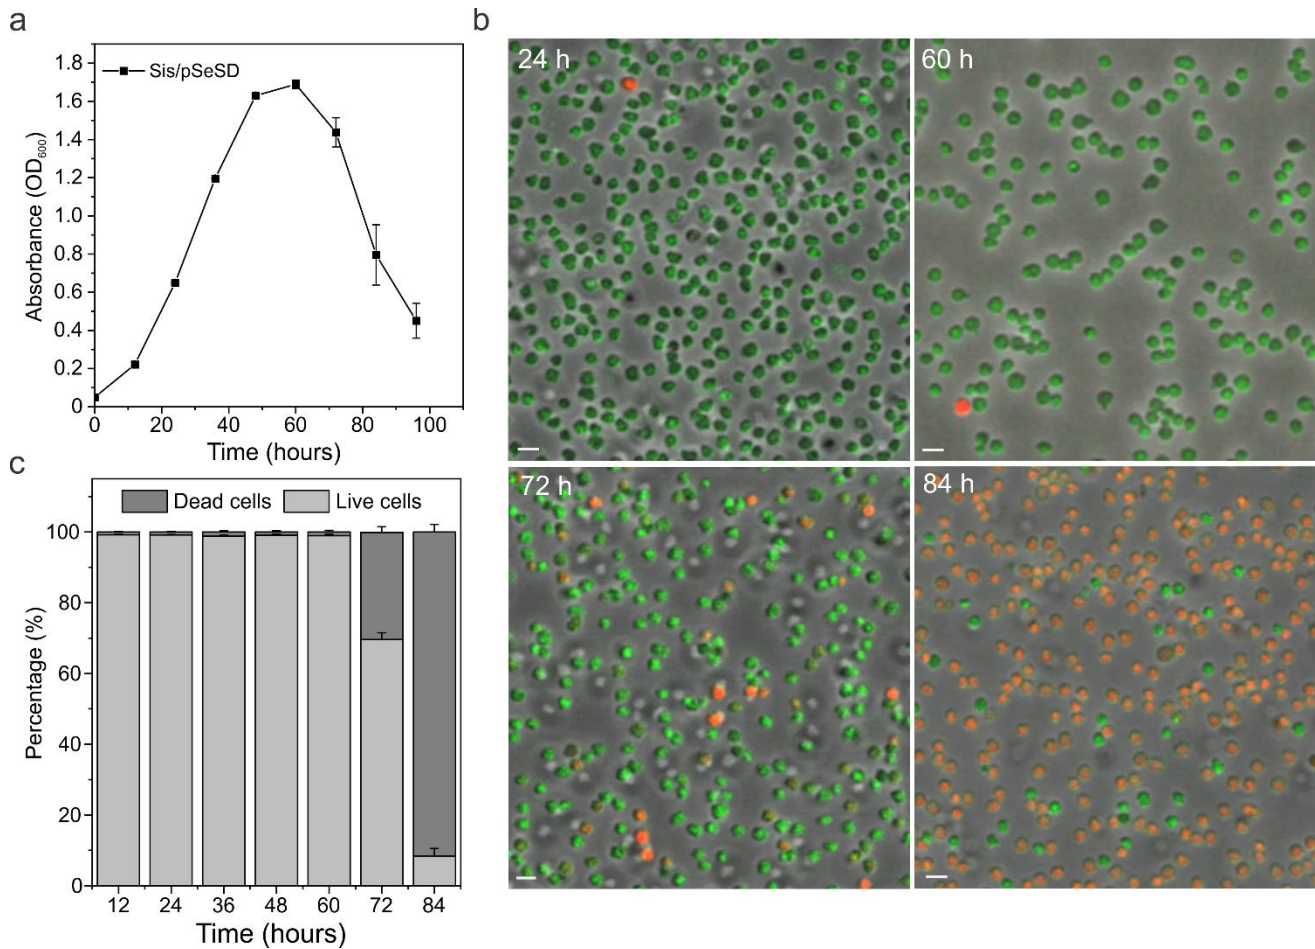 a
Sis/pSeSD
1.8
1.6
1.4
1.2
1.0
0.8
0.6
0.4
0.2
0
0 20 40 60 80 100
Absorbance (OD600)
Time (hours)
b
24 h
60 h
72 h
84 h
c
Dead cells
Live cells
100
80
60
40
20
0
12 24 36 48 60 72 84
Percentage (%)
Time (hours)